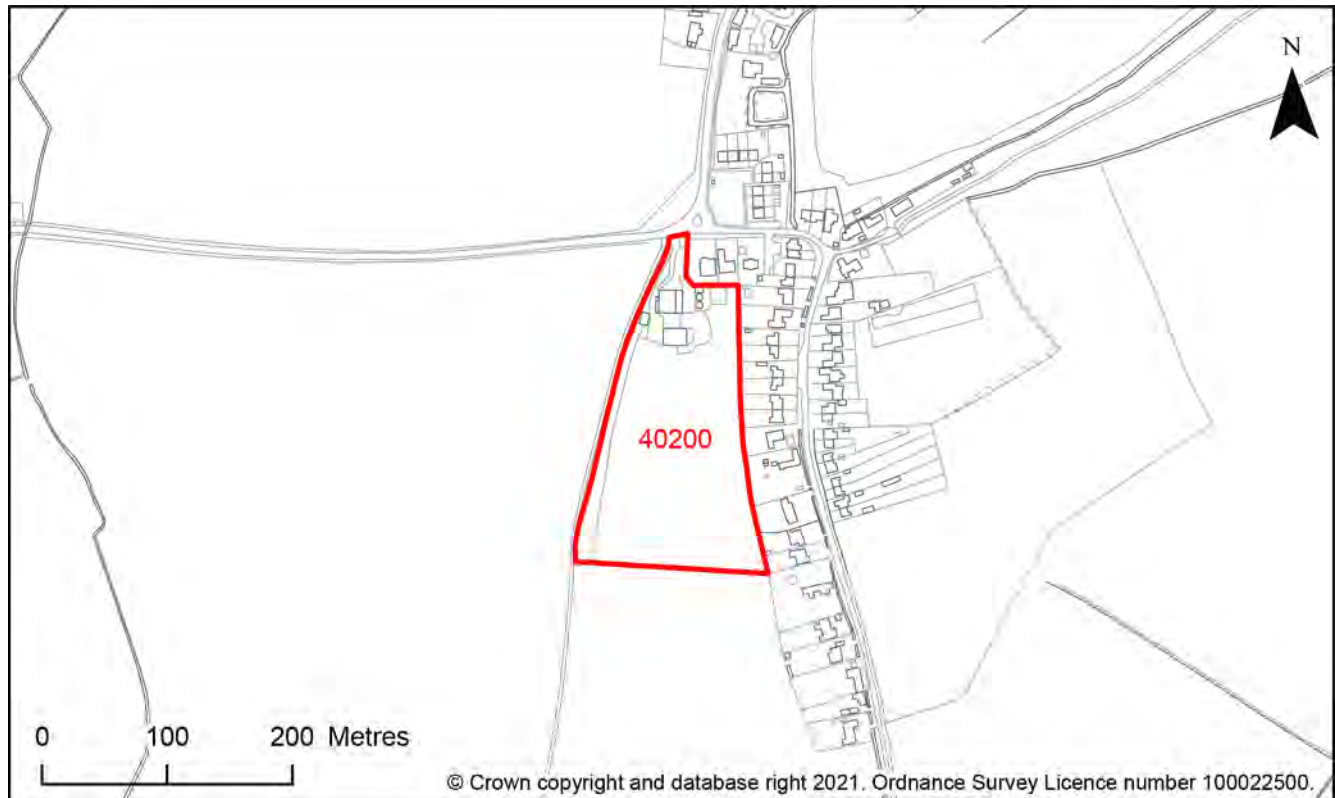 N
40200
0 100 200 Metres
© Crown copyright and database right 2021. Ordnance Survey Licence number 100022500.